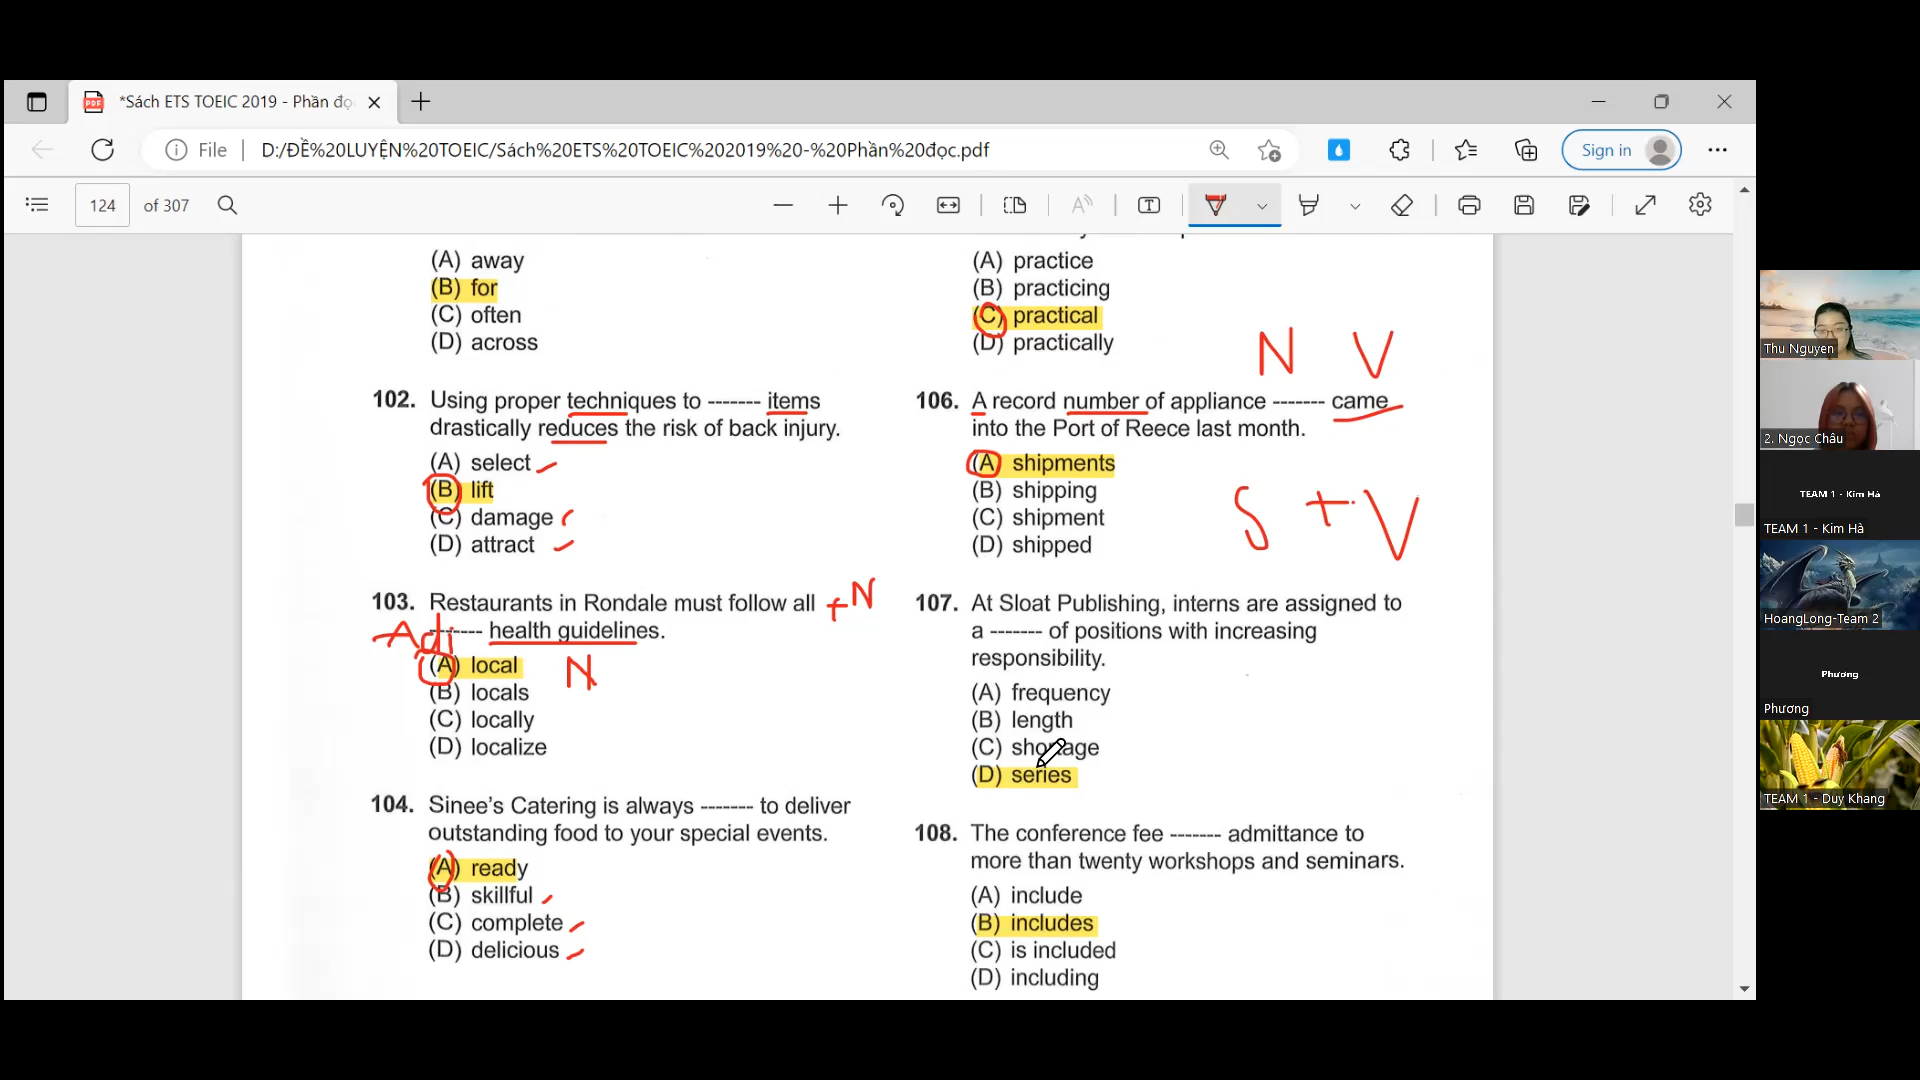 *Sách ETS TOEIC 2019 - Phần đọ
File
D:/ĐỀ%20LUYỆN%20TOEIC/Sách%20ETS%20TOEIC%202019%20-%20Phần%20đọc.pdf
Sign in
124 of 307
(A) away
(B) for
(C) often
(D) across
102. Using proper techniques to ------- items
drastically reduces the risk of back injury.
(A) select
(B) lift
(C) damage
(D) attract
103. Restaurants in Rondale must follow all + N
Adj ------- health guidelines.
(A) local N
(B) locals
(C) locally
(D) localize
104. Sinee's Catering is always ------- to deliver
outstanding food to your special events.
(A) ready
(B) skillful
(C) complete
(D) delicious
(A) practice
(B) practicing
(C) practical
(D) practically
N V
106. A record number of appliance ------- came
into the Port of Reece last month.
(A) shipments
(B) shipping
(C) shipment
(D) shipped
S + V
107. At Sloat Publishing, interns are assigned to
a ------- of positions with increasing
responsibility.
(A) frequency
(B) length
(C) shortage
(D) series
108. The conference fee ------- admittance to
more than twenty workshops and seminars.
(A) include
(B) includes
(C) is included
(D) including
Thu Nguyen
2. Ngọc Châu
TEAM 1 - Kim Hà
TEAM 1 - Kim Hà
HoangLong-Team 2
Phương
Phương
TEAM 1 - Duy Khang